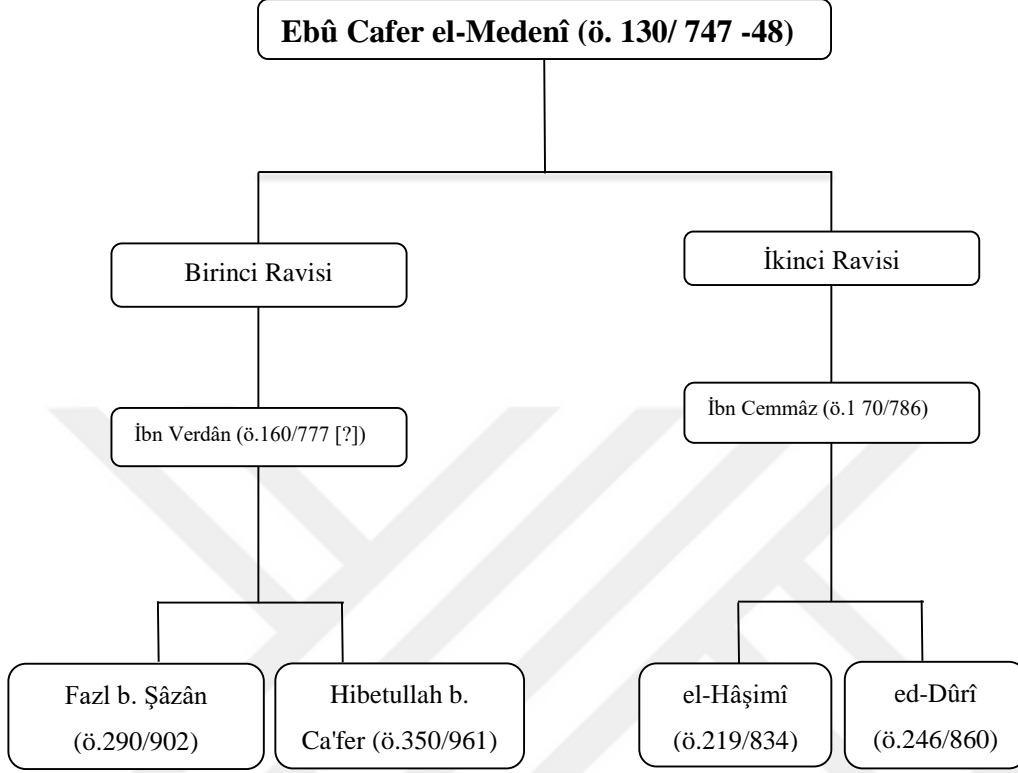 Ebû Cafer el-Medenî (ö. 130/ 747 -48)
Birinci Ravisi
İkinci Ravisi
İbn Verdân (ö.160/777 [?])
İbn Cemmâz (ö.1 70/786)
Fazl b. Şâzân
(ö.290/902)
Hibetullah b.
Ca'fer (ö.350/961)
el-Hâşimî
(ö.219/834)
ed-Dûrî
(ö.246/860)